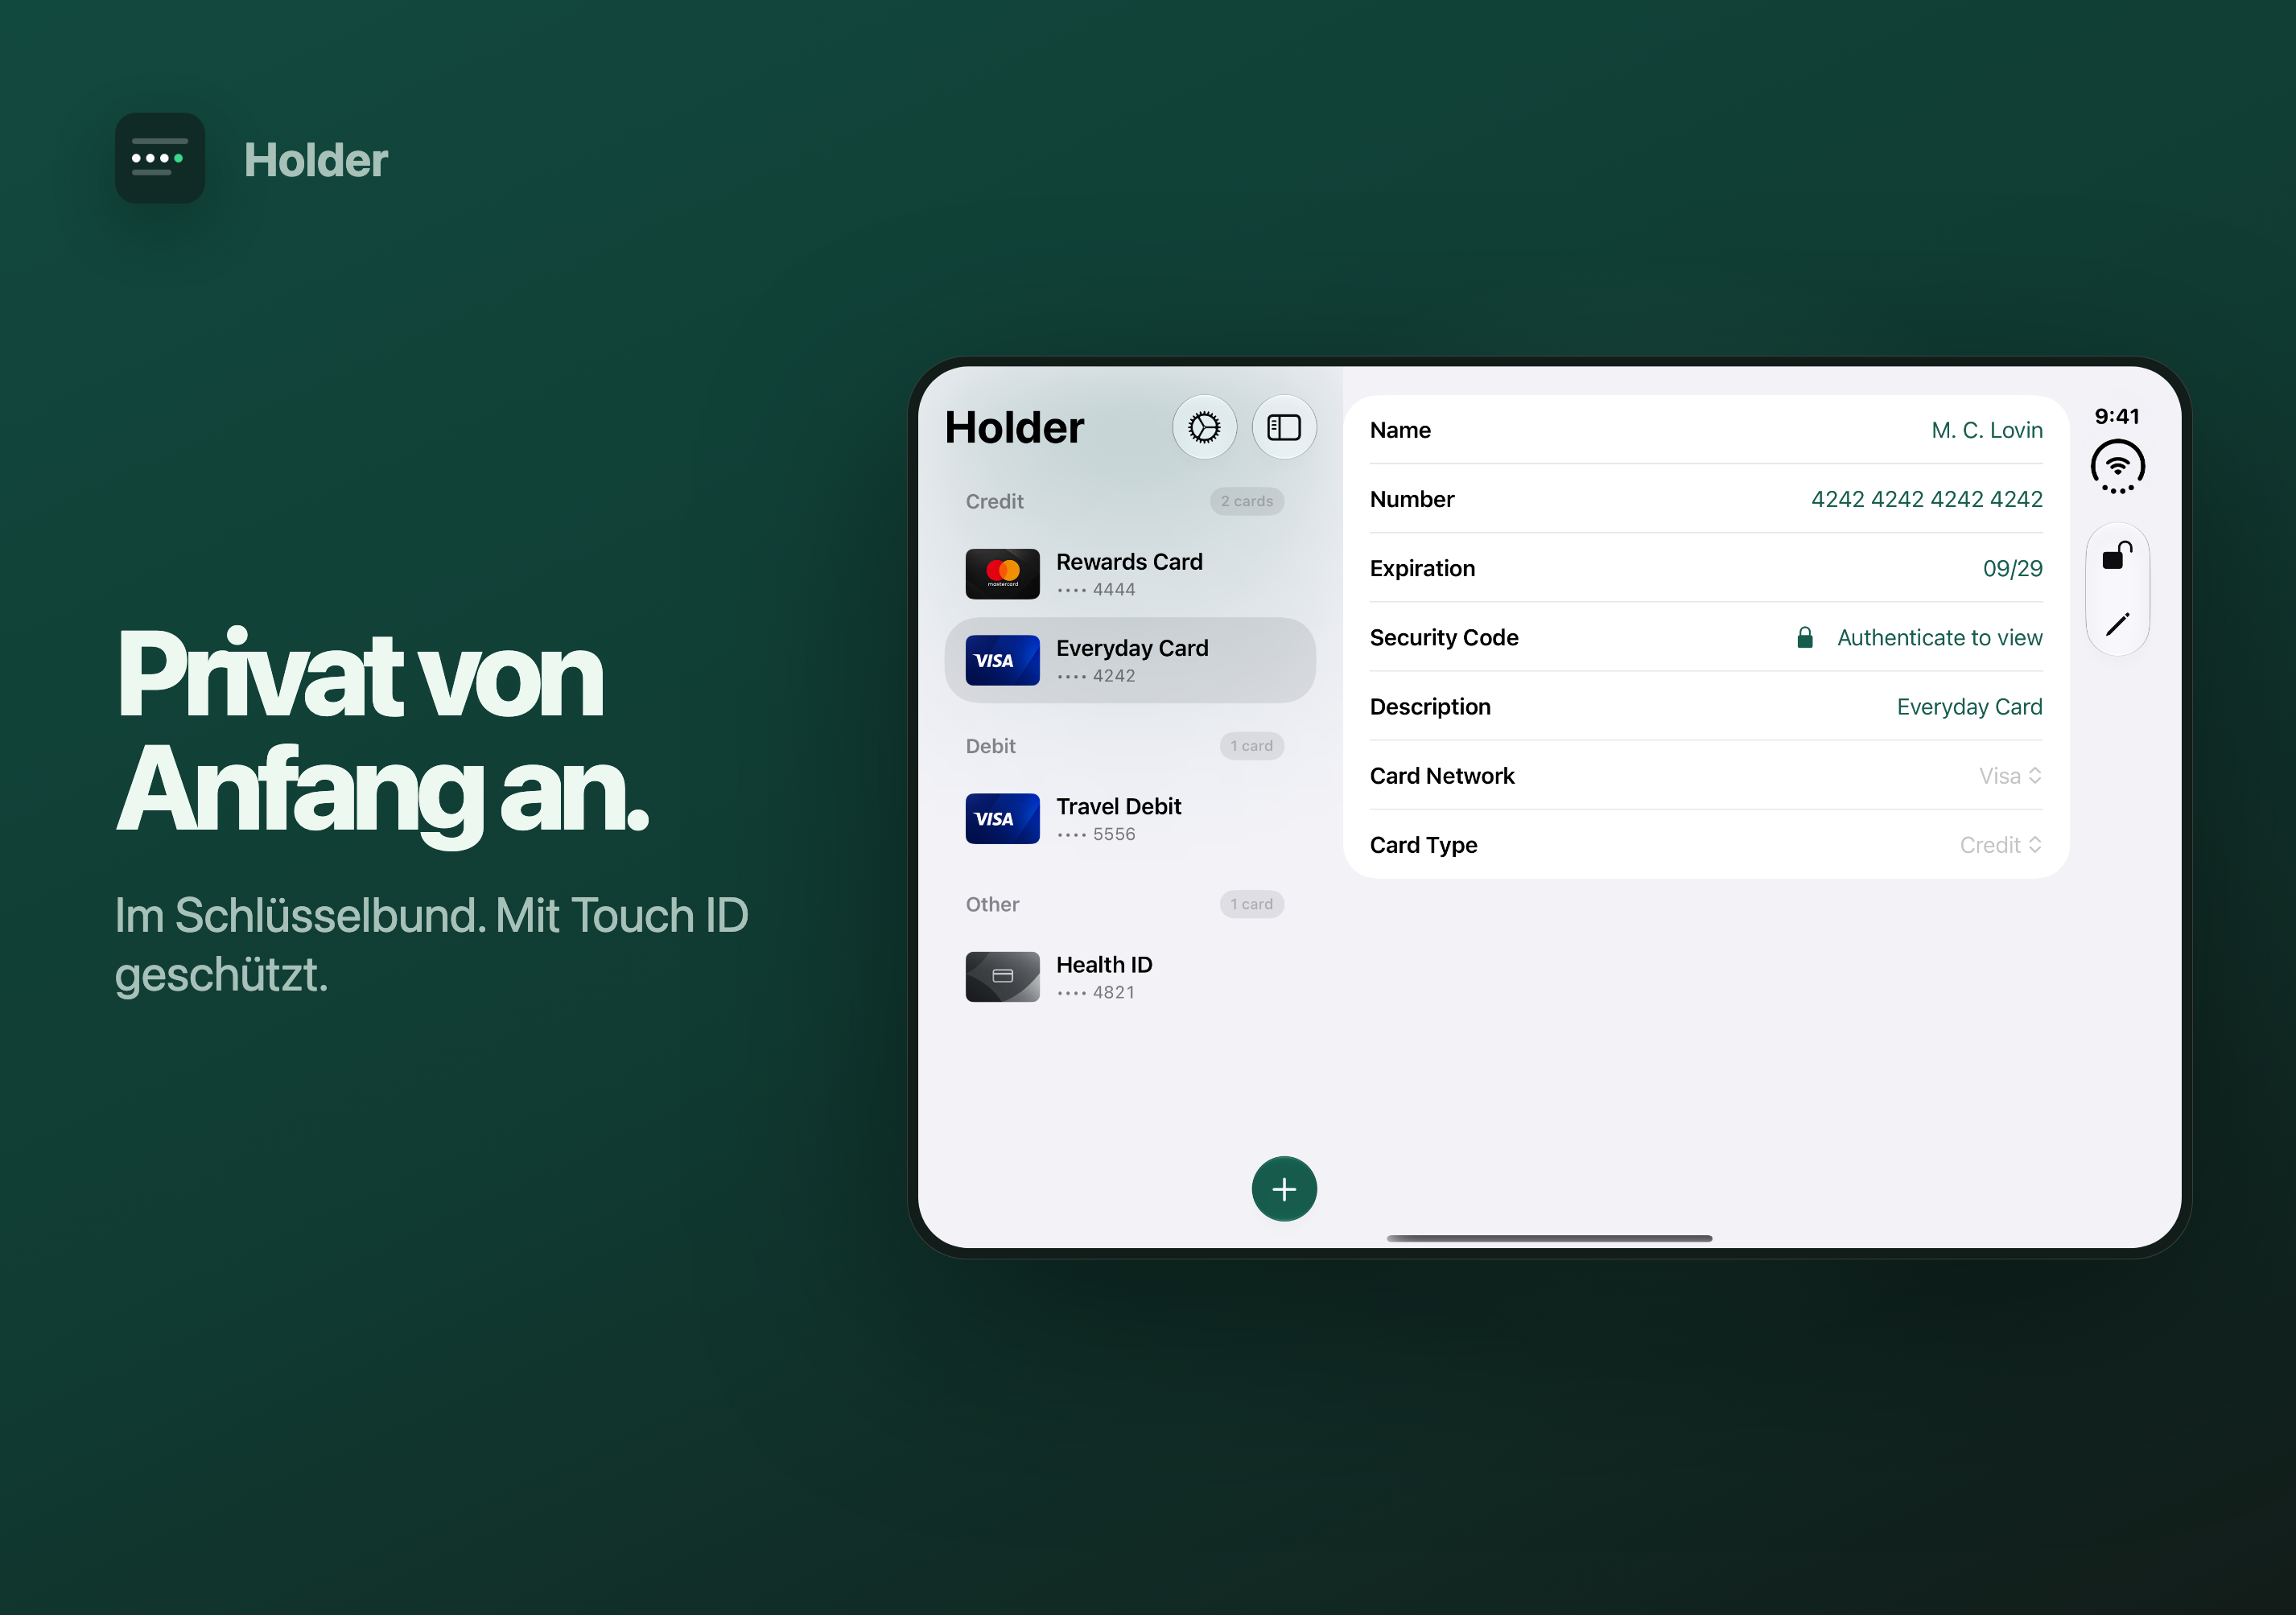 Holder
Privat von
Anfang an.
Im Schlüsselbund. Mit Touch ID
geschützt.
Holder
Credit
2 cards
Rewards Card
•••• 4444
mastercard
VISA
Everyday Card
•••• 4242
Debit
1 card
VISA
Travel Debit
•••• 5556
Other
1 card
Health ID
•••• 4821
Name
M. C. Lovin
Number
4242 4242 4242 4242
Expiration
09/29
Security Code
Authenticate to view
Description
Everyday Card
Card Network
Visa
Card Type
Credit
9:41